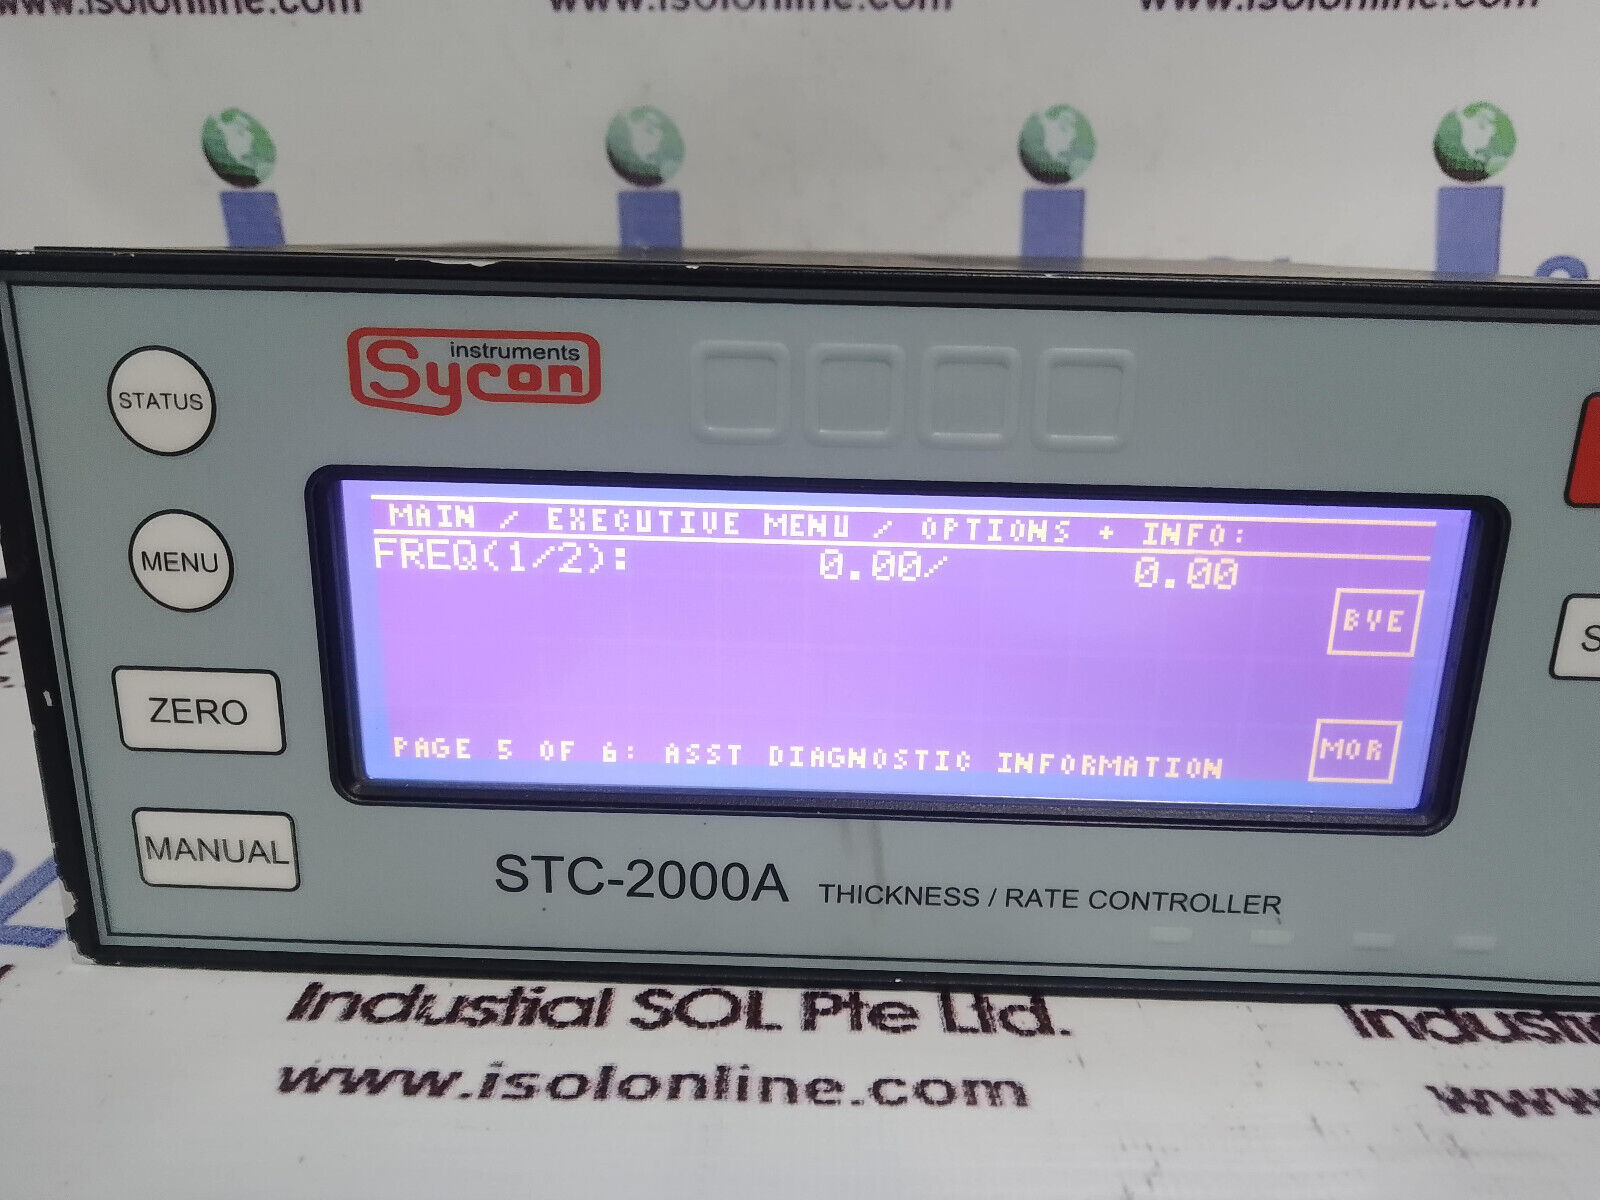 www.isolonline.com
www.isolonline.com
www.isolonline.com
instruments
Sycon
STATUS
MENU
ZERO
MANUAL
MAIN / EXECUTIVE MENU / OPTIONS + INFO:
FREQ(1/2): 0.00/ 0.00
BYE
MOR
PAGE 5 OF 6: ASST DIAGNOSTIC INFORMATION
STC-2000A THICKNESS / RATE CONTROLLER
Industial SOL Pte Ltd.
www.isolonline.com